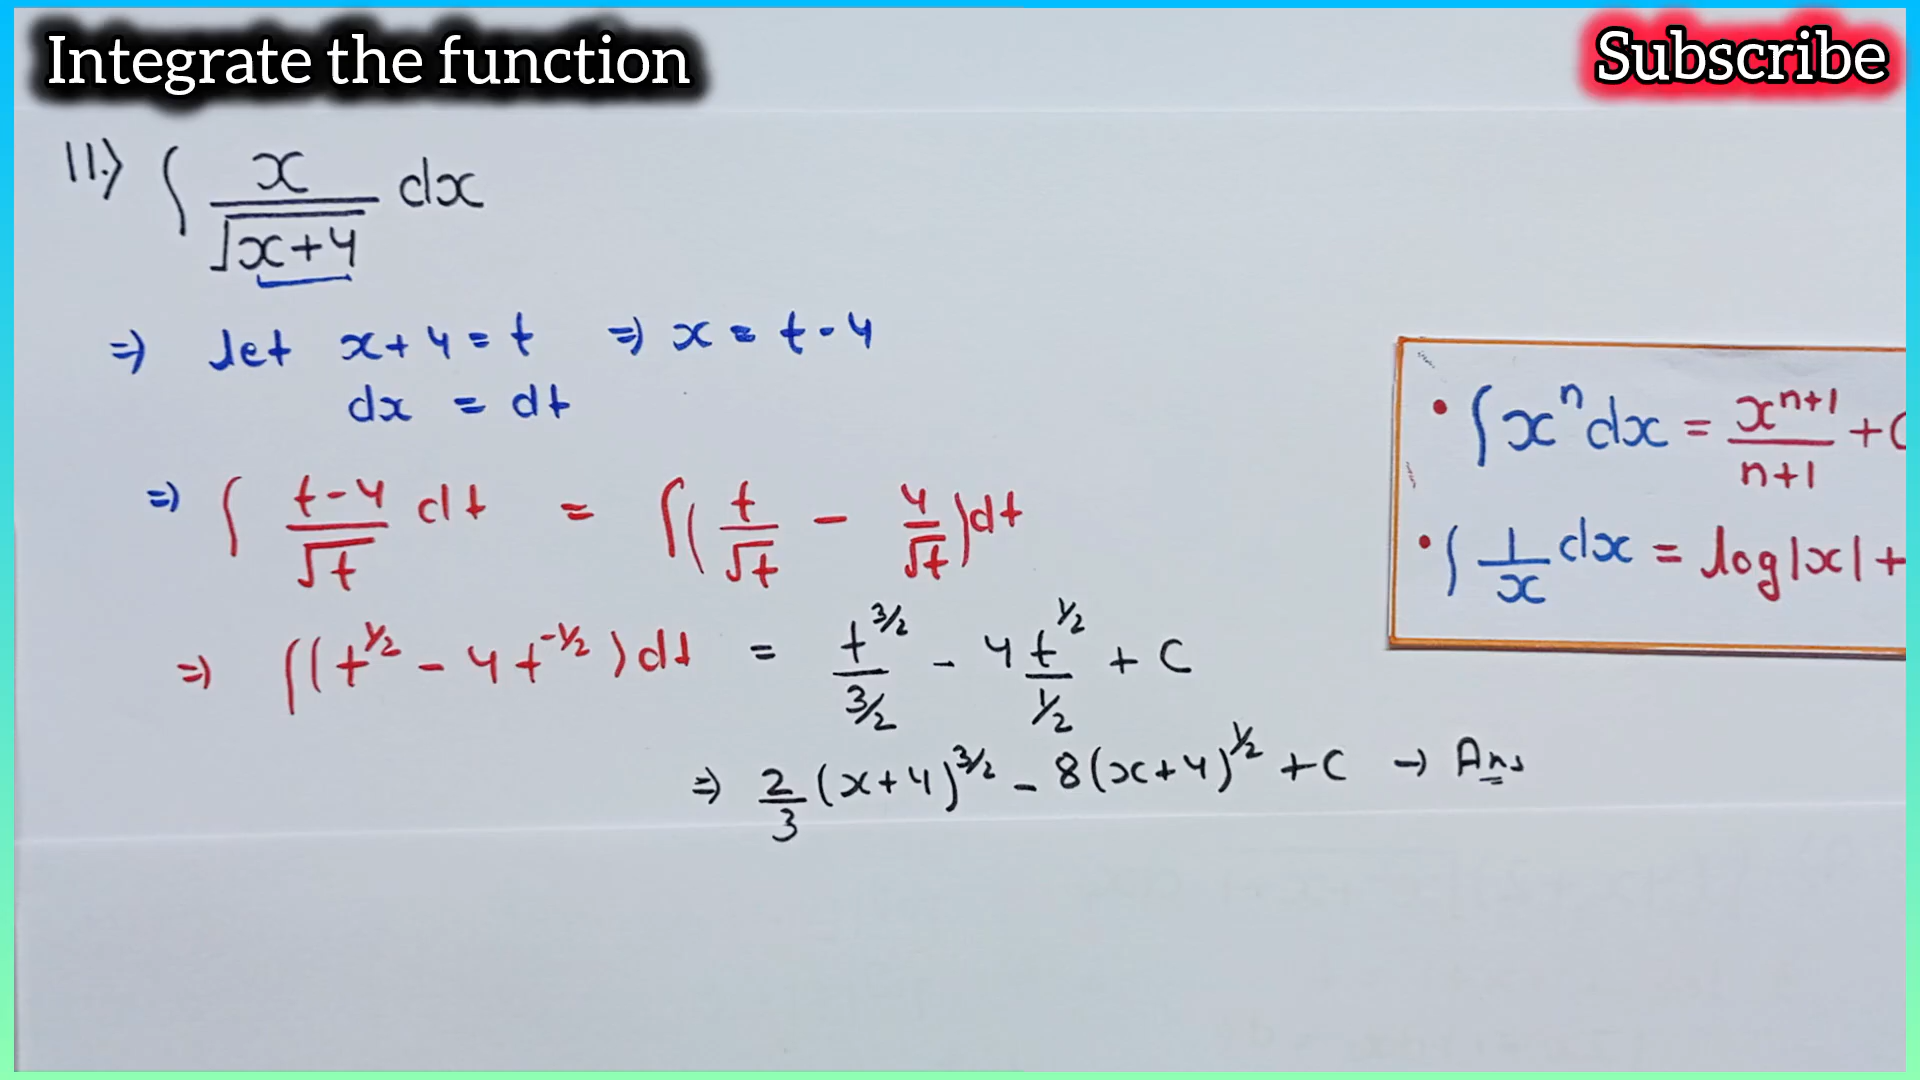 Integrate the function
Subscribe
11.) ∫ x/√(x+4) dx
⇒ let x+4 = t ⇒ x = t-4
dx = dt
⇒ ∫ (t-4)/√t dt = ∫(t/√t - 4/√t)dt
⇒ ∫(t^1/2 - 4t^-1/2)dt = t^3/2/3/2 - 4t^1/2/1/2 + C
⇒ 2/3 (x+4)^3/2 - 8(x+4)^1/2 + C → Ans
• ∫x^n dx = x^n+1/n+1 + C
• ∫ 1/x dx = log|x| +